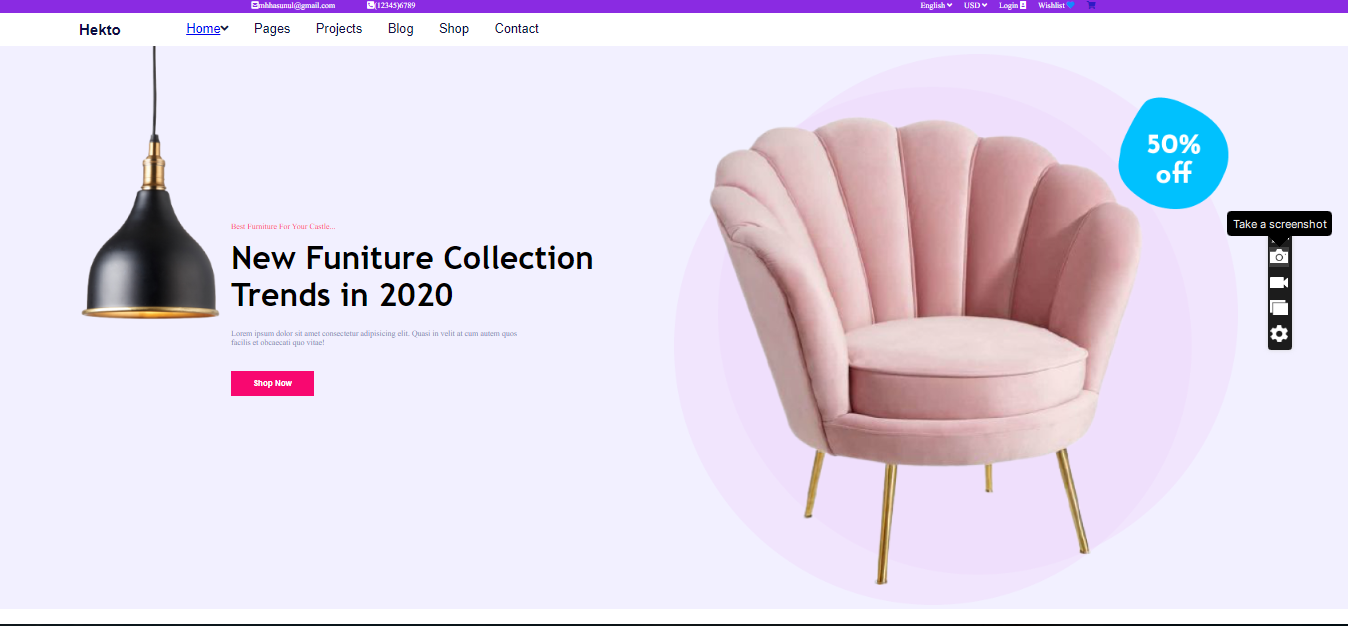 mhhasunul@gmail.com (12345)6789 English USD Login Wishlist
Hekto Home Pages Projects Blog Shop Contact
50%
off
Take a screenshot
Best Furniture For Your Castle...
New Funiture Collection
Trends in 2020
Lorem ipsum dolor sit amet consectetur adipisicing elit. Quasi in velit at cum autem quos
facilis et obcaecati quo vitae!
Shop Now